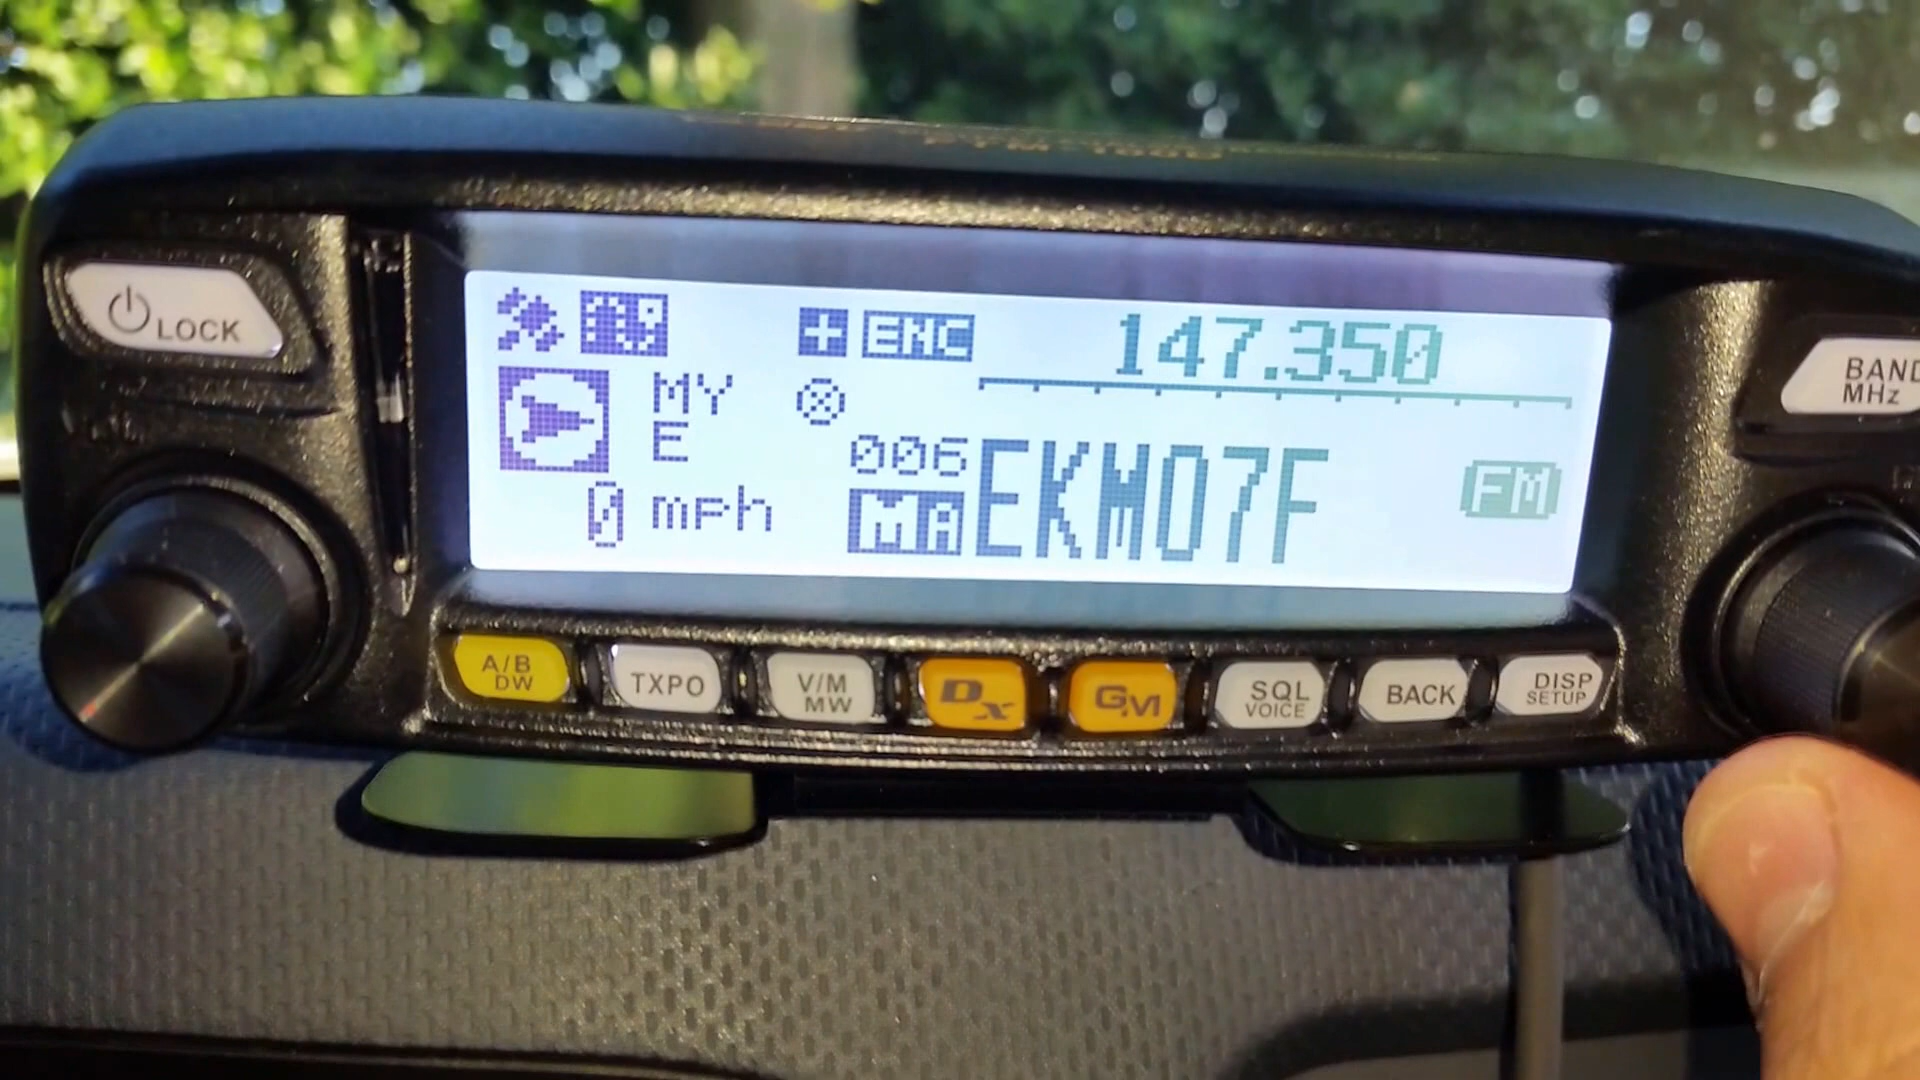 LOCK
+ ENC 147.350
MY
E
006
MA EKM07F
FM
0 mph
BAND
MHz
A/B
DW
TXPO
V/M
MW
DX
GM
SQL
VOICE
BACK
DISP
SETUP